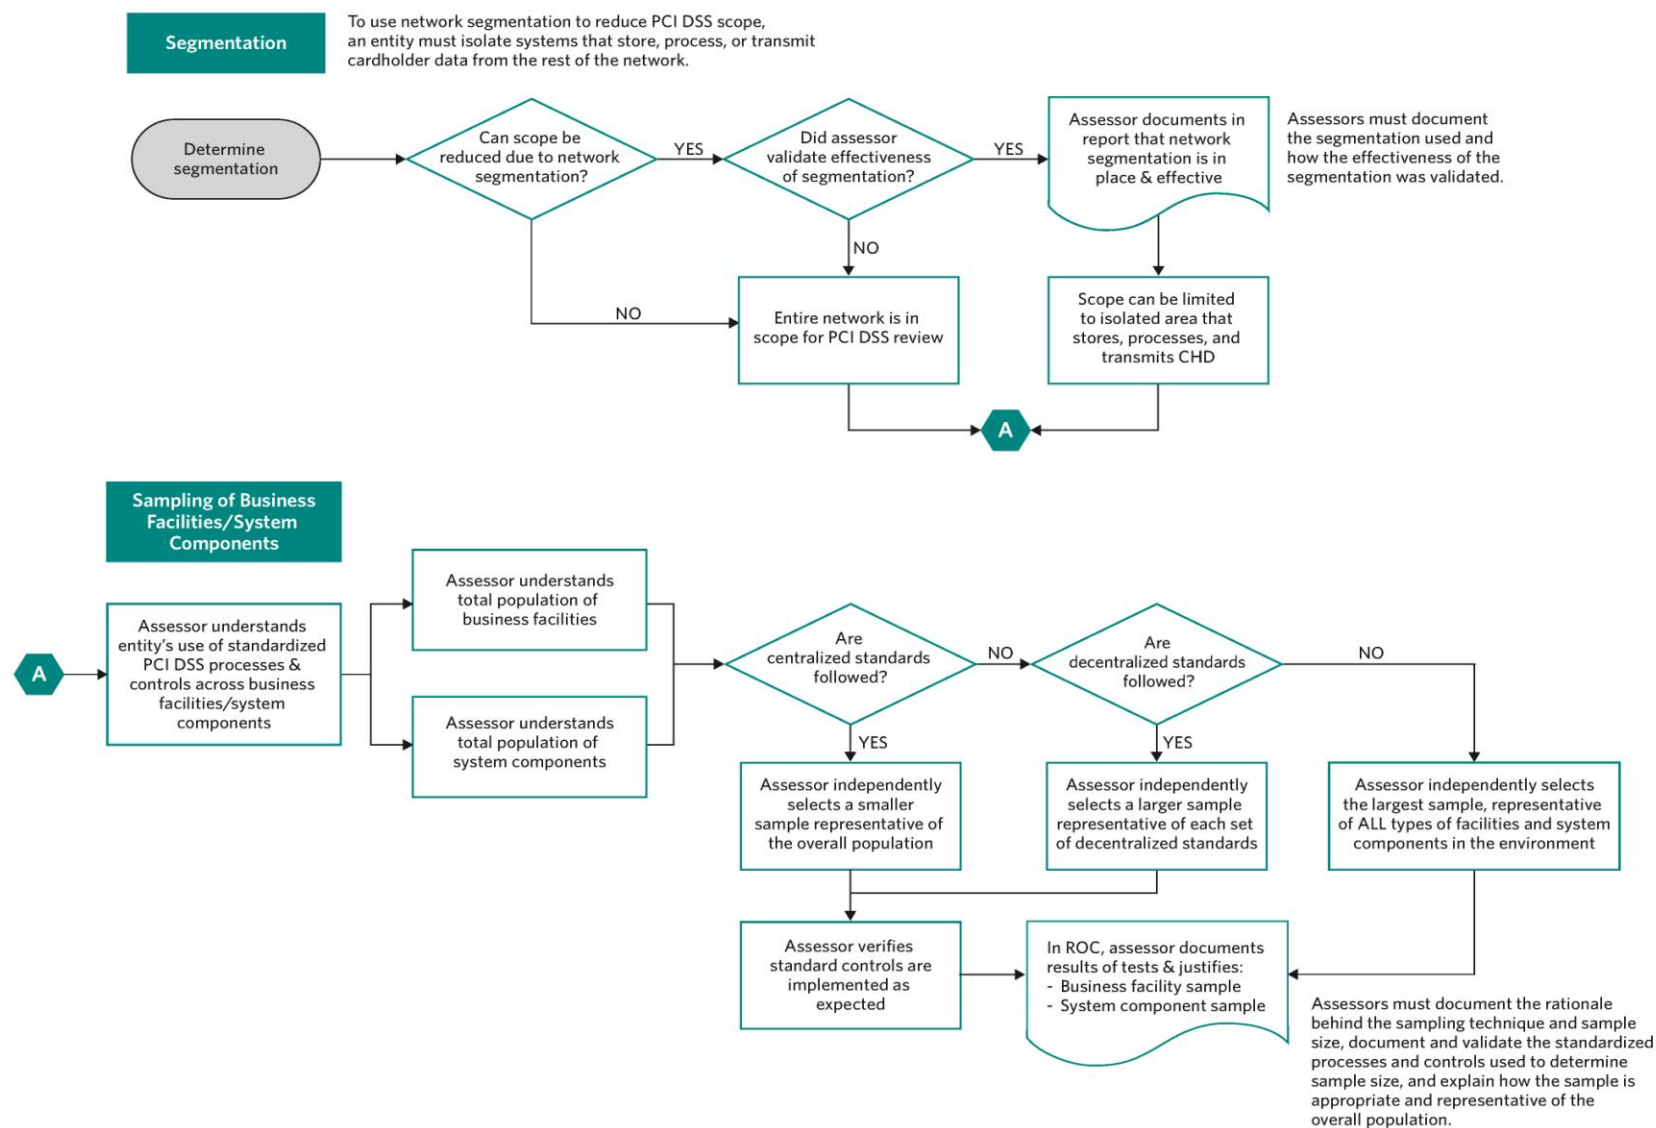 Segmentation
To use network segmentation to reduce PCI DSS scope,
an entity must isolate systems that store, process, or transmit
cardholder data from the rest of the network.
Determine
segmentation
Can scope be
reduced due to network
segmentation?
YES
Did assessor
validate effectiveness
of segmentation?
YES
Assessor documents in
report that network
segmentation is in
place & effective
Assessors must document
the segmentation used and
how the effectiveness of the
segmentation was validated.
NO
NO
Entire network is in
scope for PCI DSS review
Scope can be limited
to isolated area that
stores, processes, and
transmits CHD
A
Sampling of Business
Facilities/System
Components
A
Assessor understands
entity's use of standardized
PCI DSS processes &
controls across business
facilities/system
components
Assessor understands
total population of
business facilities
Assessor understands
total population of
system components
Are
centralized standards
followed?
NO
Are
decentralized standards
followed?
NO
YES
YES
Assessor independently
selects a smaller
sample representative of
the overall population
Assessor independently
selects a larger sample
representative of each set
of decentralized standards
Assessor independently selects
the largest sample, representative
of ALL types of facilities and system
components in the environment
Assessor verifies
standard controls are
implemented as
expected
In ROC, assessor documents
results of tests & justifies:
- Business facility sample
- System component sample
Assessors must document the rationale
behind the sampling technique and sample
size, document and validate the standardized
processes and controls used to determine
sample size, and explain how the sample is
appropriate and representative of the
overall population.